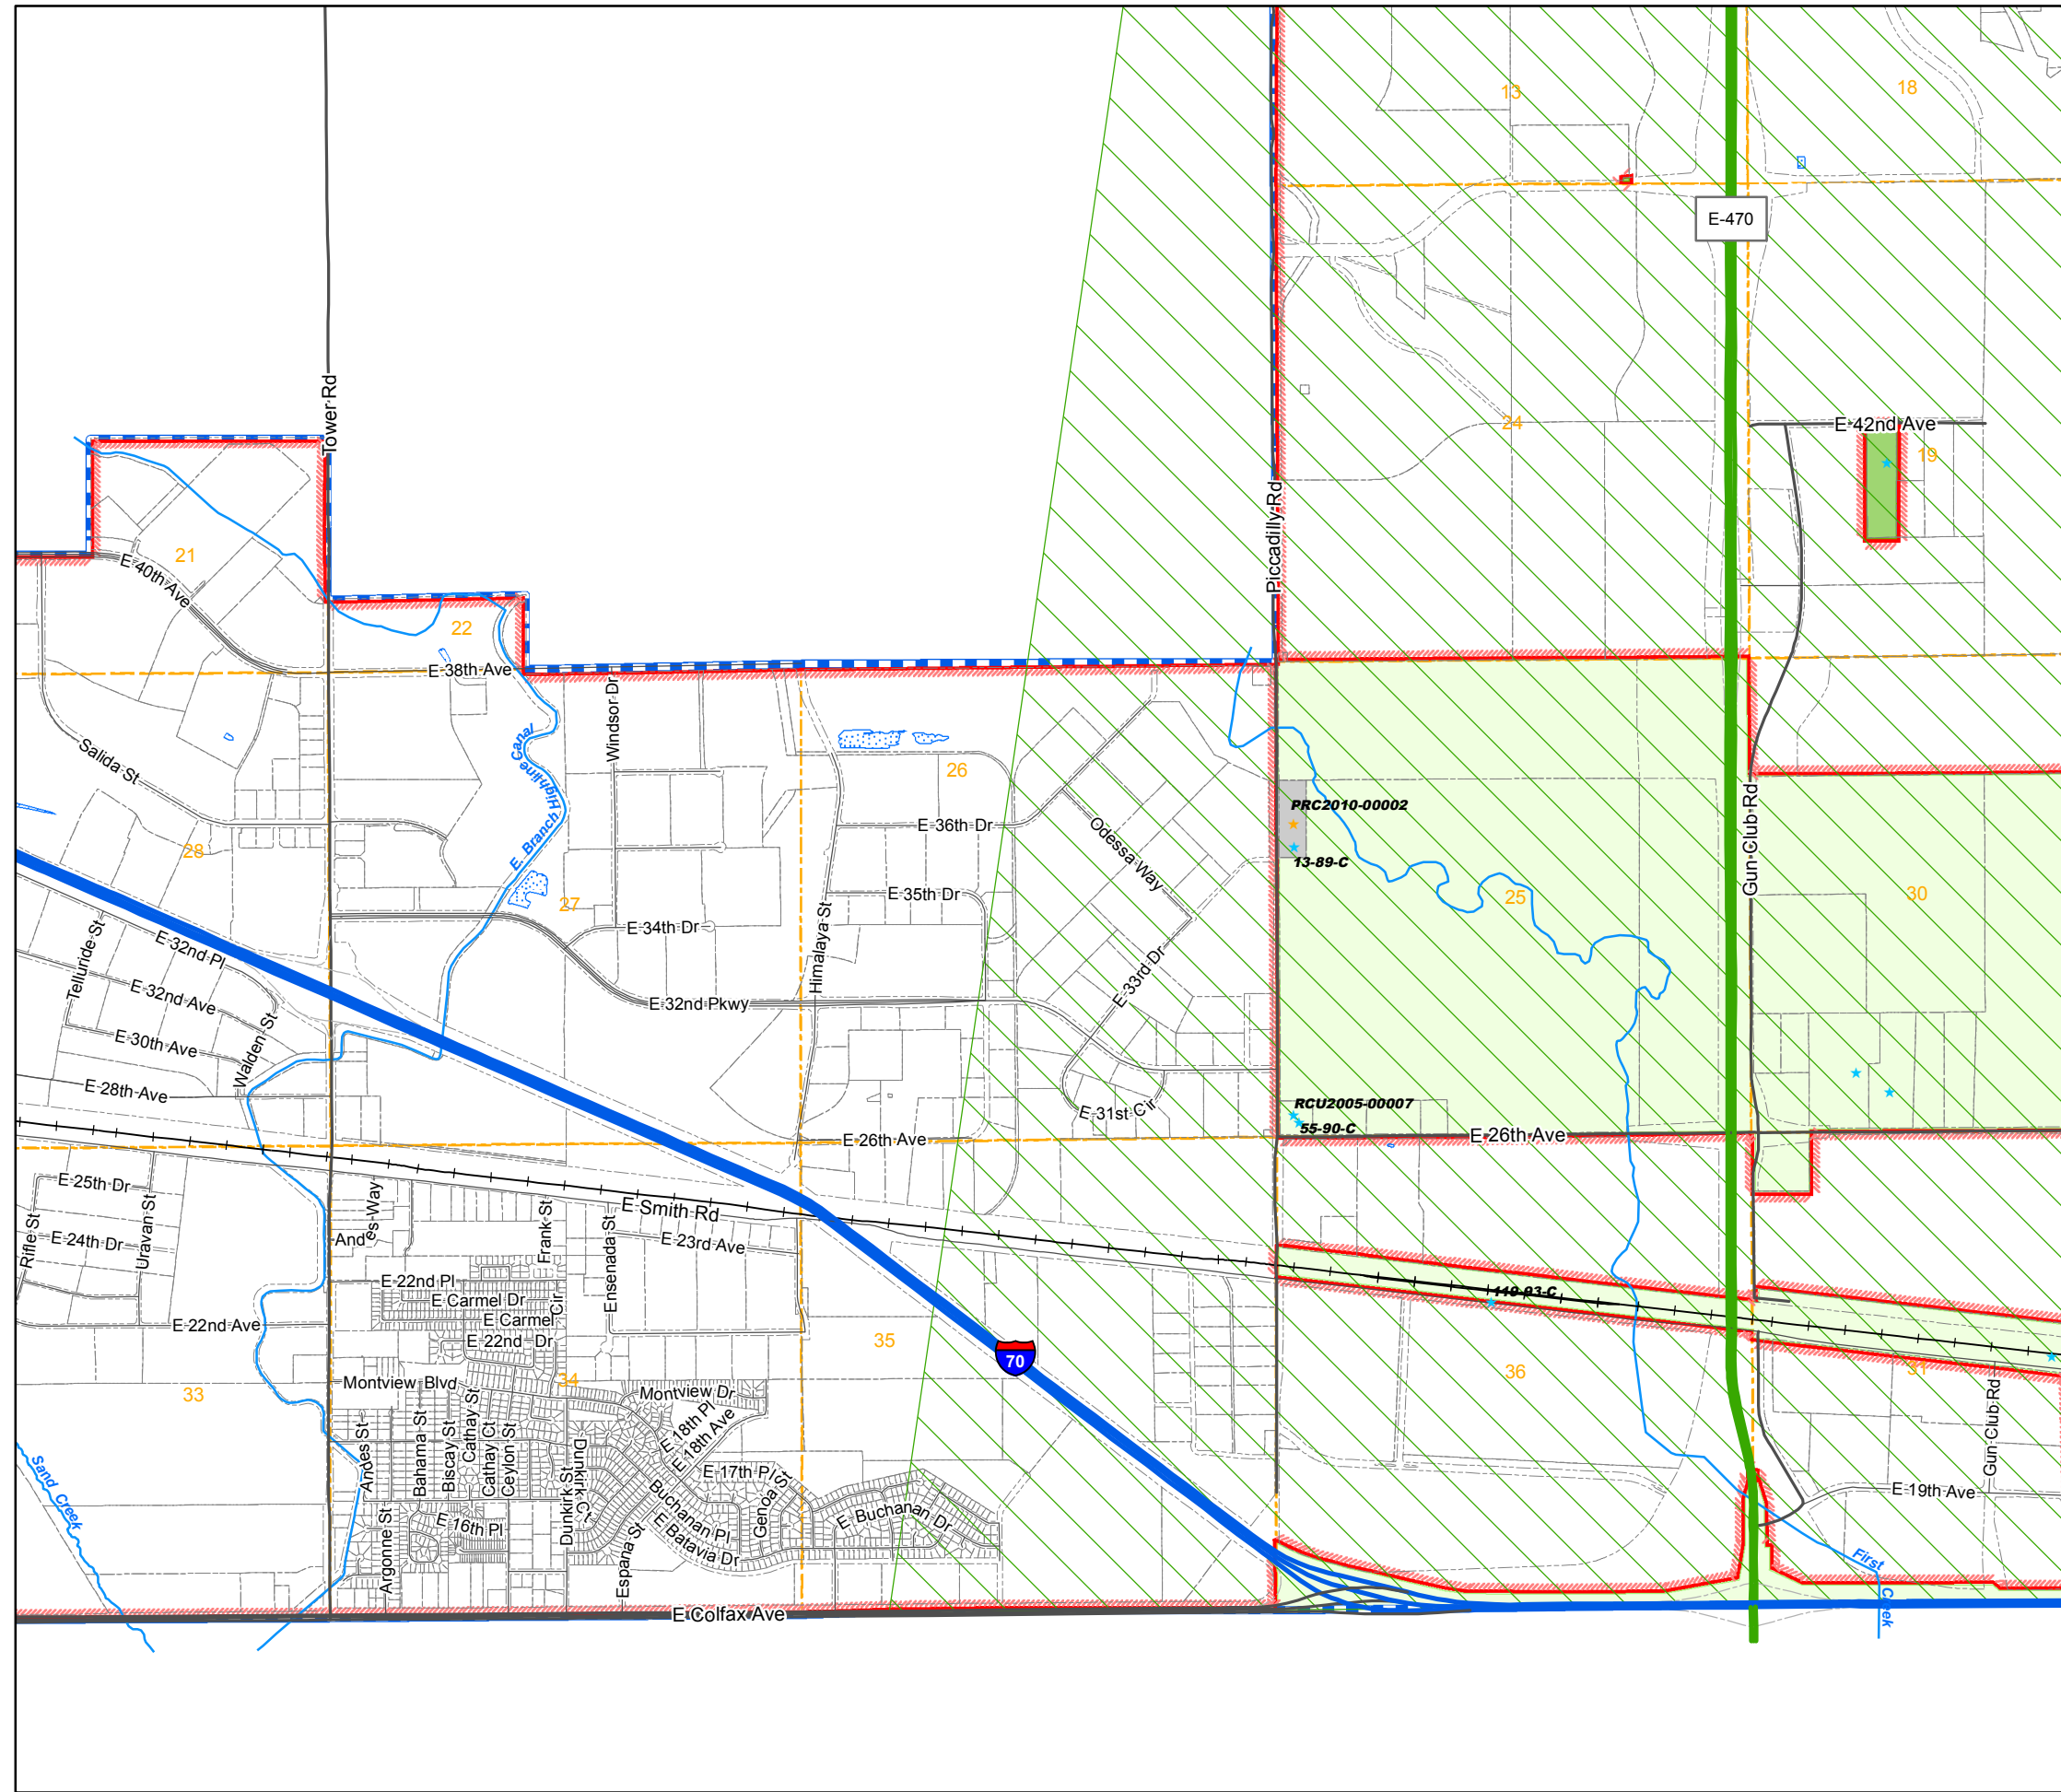 13
18
E-470
Tower Rd
24
E 42nd Ave
19
Piccadilly Rd
21
E 40th Ave
22
E 38th Ave
Windsor Dr
Salida St
E. Branch Highline Canal
26
PRC2010-00002
E 36th Dr
Odessa Way
28
13-89-C
Gun Club Rd
E 35th Dr
25
30
27
E 34th Dr
Himalaya St
Telluride St
E 32nd Pl
E 32nd Ave
E 32nd Pkwy
E 33rd Dr
E 30th Ave
Walden St
E 28th Ave
E 31st Cir
RCU2005-00007
55-90-C
E 26th Ave
E 26th Ave
E 25th Dr
Uravan St
Andes Way
Frank St
Ensenada St
E Smith Rd
Rifle St
E 24th Dr
E 23rd Ave
E 22nd Pl
E Carmel Dr
E Carmel Cir
119-93-C
E 22nd Ave
E 22nd Dr
35
70
36
31
33
34
Montview Blvd
Montview Dr
Gun Club Rd
Andes St
Bahama St
Biscay St
Cathay St
Cathay Ct
Ceylon St
E 18th Pl
E 18th Ave
Dunkirk St
Dunkirk Ct
E 17th Pl
Genoa St
Sand Creek
Buchanan Pl
E Buchanan Dr
E 19th Ave
E 16th Pl
Argonne St
E Batavia Dr
Espana St
First Creek
E Colfax Ave